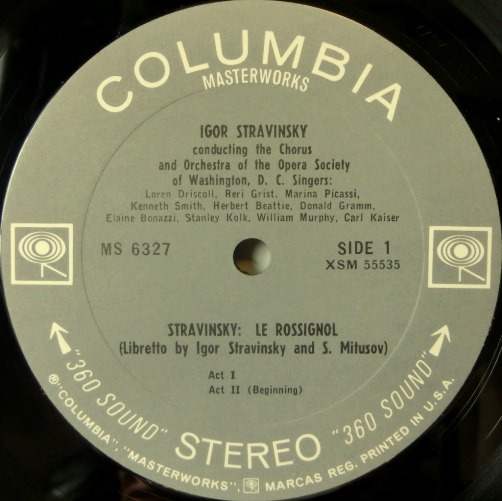 COLUMBIA
MASTERWORKS
IGOR STRAVINSKY
conducting the Chorus
and Orchestra of the Opera Society
of Washington, D. C. Singers:
Loren Driscoll, Reri Grist, Marina Picassi,
Kenneth Smith, Herbert Beattie, Donald Gramm,
Elaine Bonazzi, Stanley Kolk, William Murphy, Carl Kaiser
MS 6327
SIDE 1
XSM 55535
STRAVINSKY: LE ROSSIGNOL
(Libretto by Igor Stravinsky and S. Mitusov)
Act I
Act II (Beginning)
"360 SOUND" STEREO "360 SOUND"
® "COLUMBIA", "MASTERWORKS", MARCAS REG. PRINTED IN U.S.A.